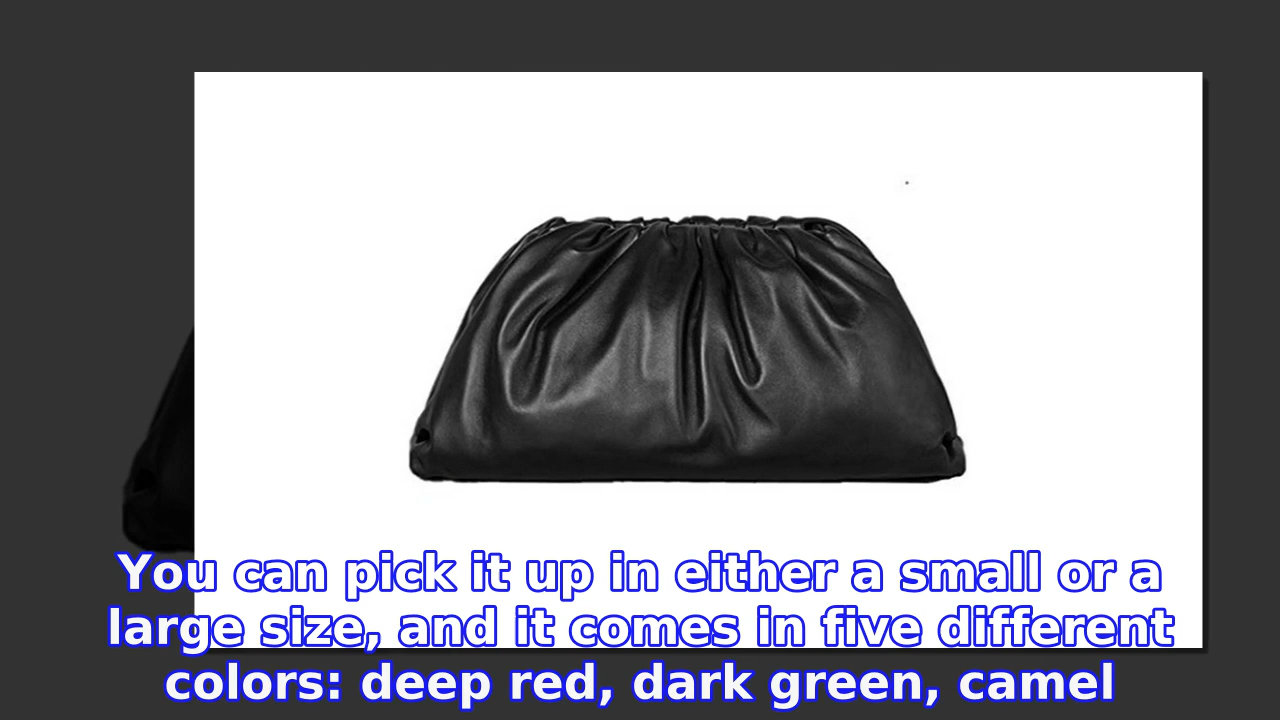 You can pick it up in either a small or a
large size, and it comes in five different
colors: deep red, dark green, camel